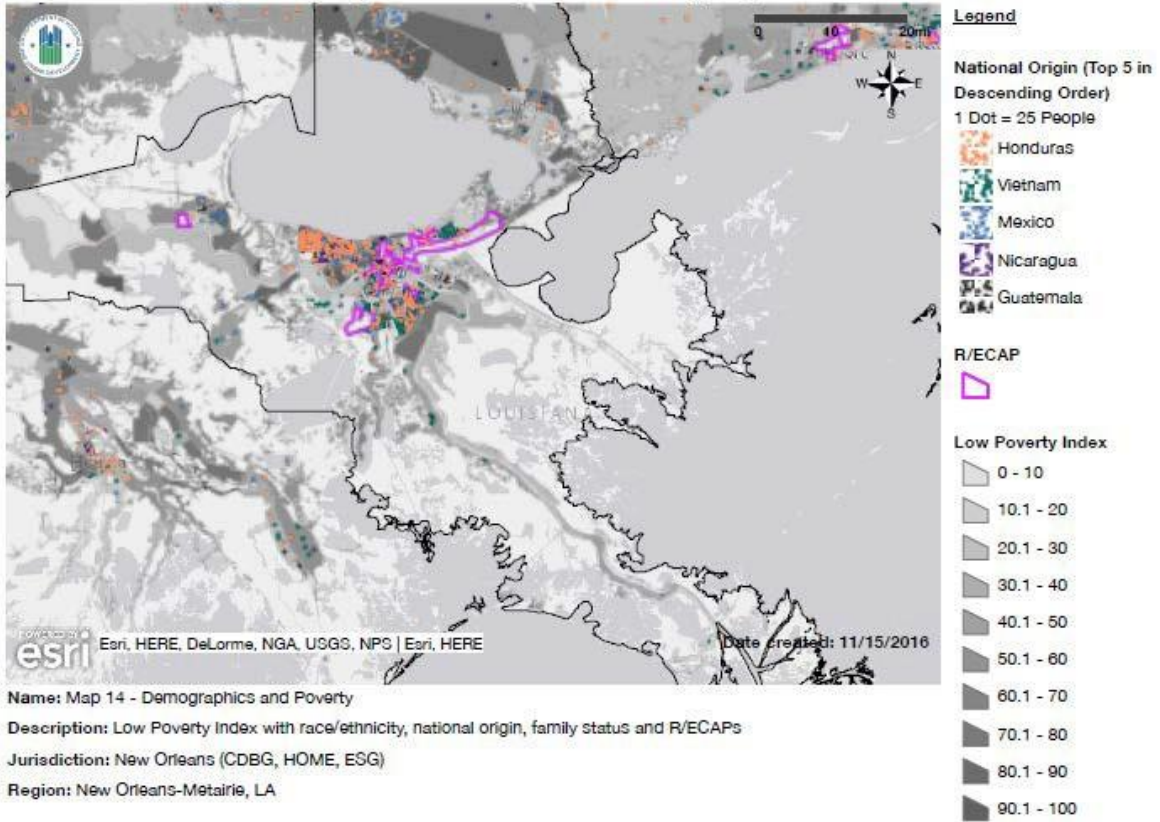 0 10 20mi
N
W E
S
LOUISIANA
POWERED BY
esri
Esri, HERE, DeLorme, NGA, USGS, NPS | Esri, HERE
Date created: 11/15/2016
Name: Map 14 - Demographics and Poverty
Description: Low Poverty Index with race/ethnicity, national origin, family status and R/ECAPs
Jurisdiction: New Orleans (CDBG, HOME, ESG)
Region: New Orleans-Metairie, LA
Legend
National Origin (Top 5 in
Descending Order)
1 Dot = 25 People
Honduras
Vietnam
Mexico
Nicaragua
Guatemala
R/ECAP
Low Poverty Index
0 - 10
10.1 - 20
20.1 - 30
30.1 - 40
40.1 - 50
50.1 - 60
60.1 - 70
70.1 - 80
80.1 - 90
90.1 - 100